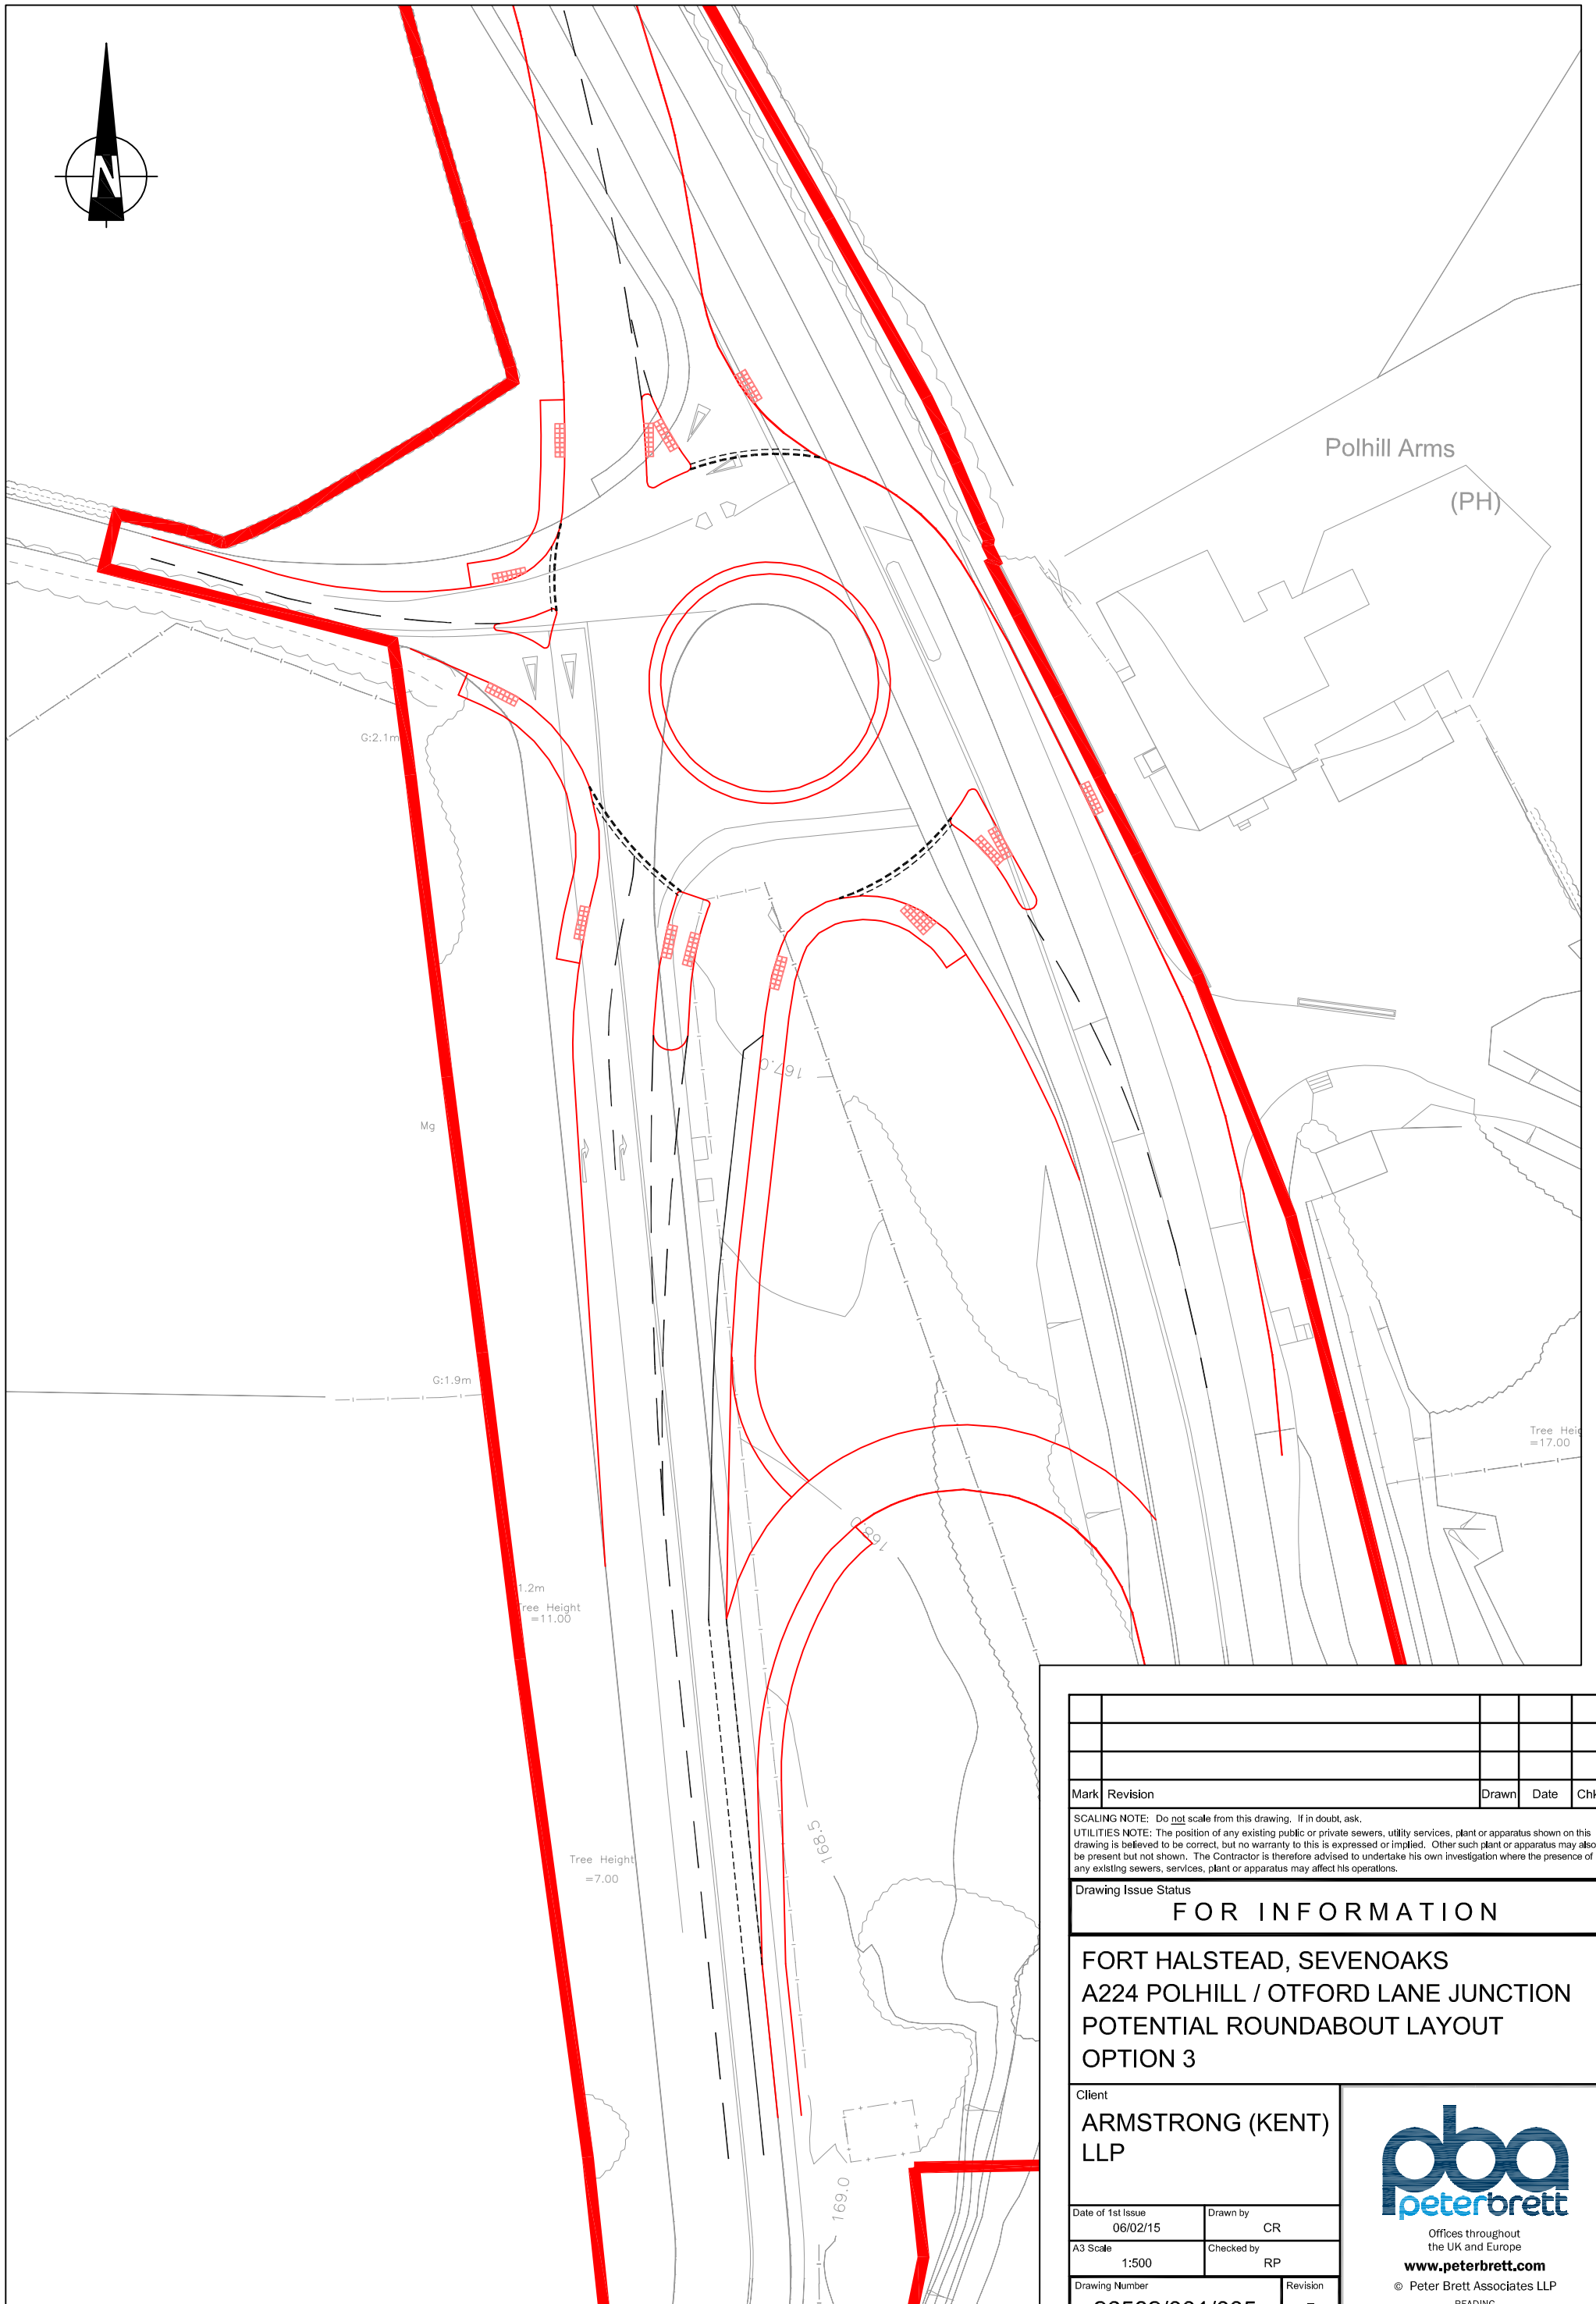 N
Polhill Arms
(PH)
G:2.1m
167.0
Mg
G:1.9m
Tree
=17.00
168.0
1.2m
Tree Height
=11.00
168.5
Tree Height
=7.00
169.0
Mark Revision Drawn Date
SCALING NOTE: Do not scale from this drawing. If in doubt, ask.
UTILITIES NOTE: The position of any existing public or private sewers, utility services, plant or apparatus shown on this
drawing is believed to be correct, but no warranty to this is expressed or implied. Other such plant or apparatus may also
be present but not shown. The Contractor is therefore advised to undertake his own investigation where the presence of
any existing sewers, services, plant or apparatus may affect his operations.
Drawing Issue Status
FOR INFORMATION
FORT HALSTEAD, SEVENOAKS
A224 POLHILL / OTFORD LANE JUNCTION
POTENTIAL ROUNDABOUT LAYOUT
OPTION 3
Client
ARMSTRONG (KENT)
LLP
pba
peterbrett
Offices throughout
the UK and Europe
www.peterbrett.com
© Peter Brett Associates LLP
Date of 1st Issue
06/02/15
Drawn by
CR
A3 Scale
1:500
Checked by
RP
Drawing Number
Revision